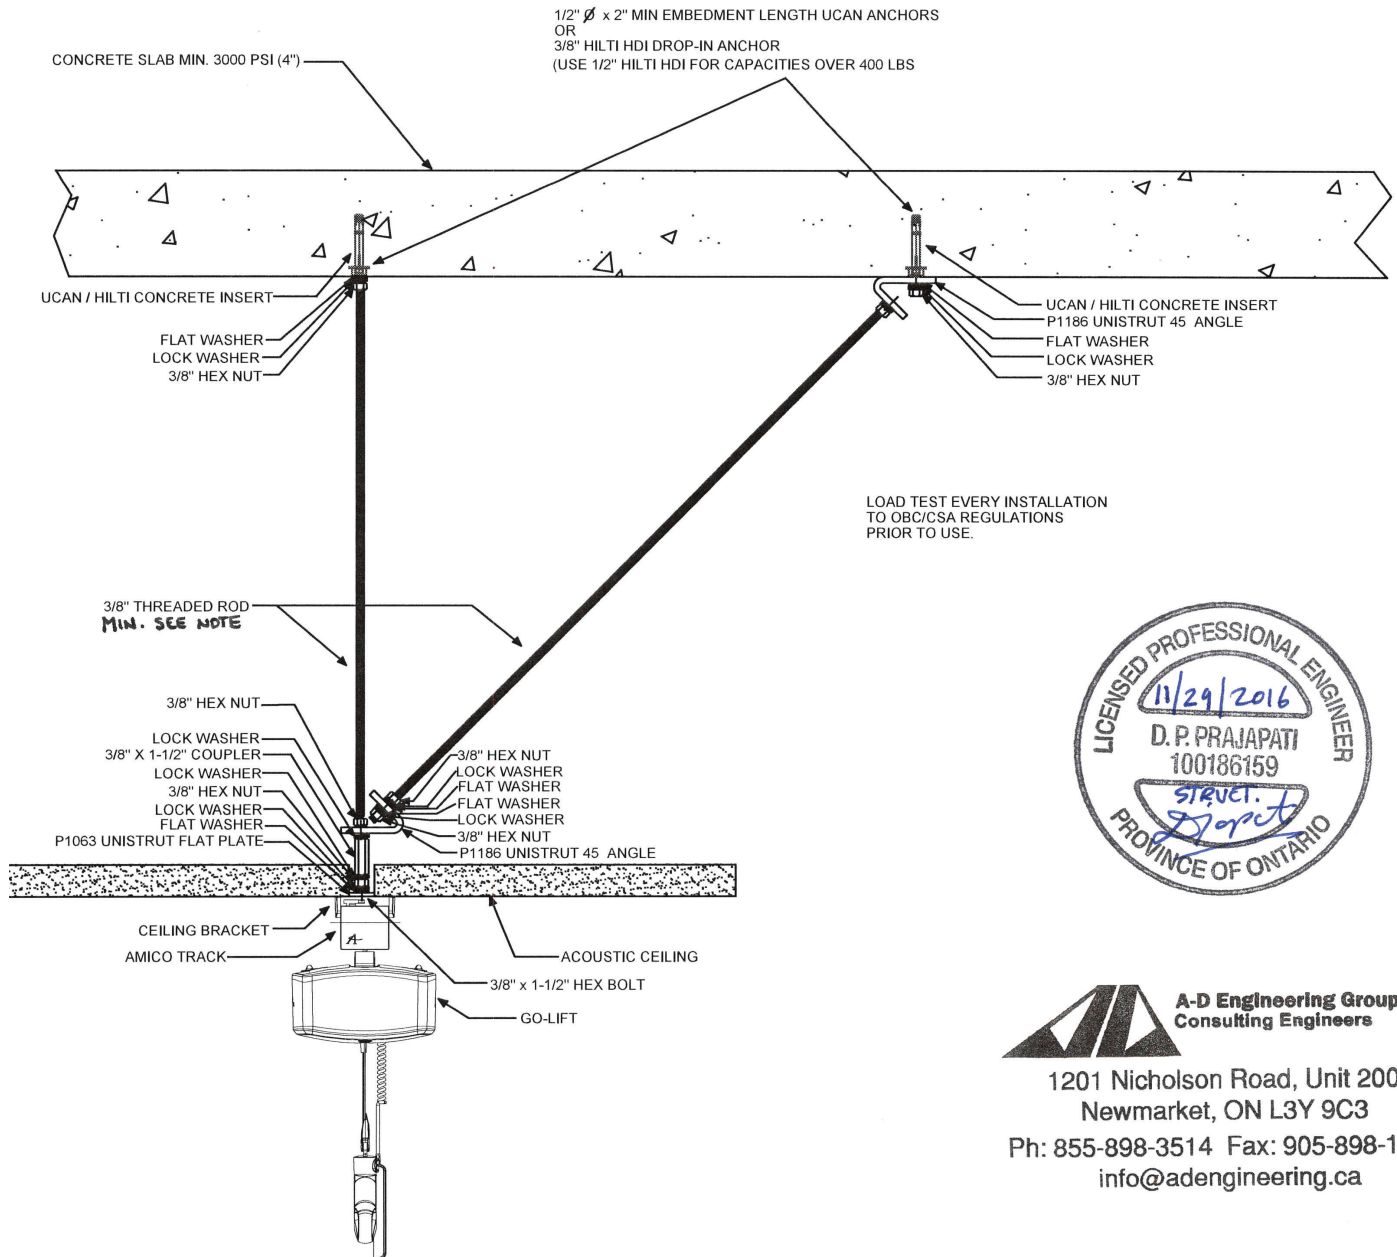 1/2" Ø x 2" MIN EMBEDMENT LENGTH UCAN ANCHORS
OR
3/8" HILTI HDI DROP-IN ANCHOR
(USE 1/2" HILTI HDI FOR CAPACITIES OVER 400 LBS
CONCRETE SLAB MIN. 3000 PSI (4")
UCAN / HILTI CONCRETE INSERT
FLAT WASHER
LOCK WASHER
3/8" HEX NUT
UCAN / HILTI CONCRETE INSERT
P1186 UNISTRUT 45 ANGLE
FLAT WASHER
LOCK WASHER
3/8" HEX NUT
LOAD TEST EVERY INSTALLATION
TO OBC/CSA REGULATIONS
PRIOR TO USE.
3/8" THREADED ROD
MIN. SEE NOTE
3/8" HEX NUT
LOCK WASHER
3/8" X 1-1/2" COUPLER
LOCK WASHER
3/8" HEX NUT
LOCK WASHER
FLAT WASHER
P1063 UNISTRUT FLAT PLATE
3/8" HEX NUT
LOCK WASHER
FLAT WASHER
FLAT WASHER
LOCK WASHER
3/8" HEX NUT
P1186 UNISTRUT 45 ANGLE
CEILING BRACKET
AMICO TRACK
ACOUSTIC CEILING
3/8" x 1-1/2" HEX BOLT
GO-LIFT
LICENSED PROFESSIONAL ENGINEER
11/29/2016
D. P. PRAJAPATI
100186159
STRUCT.
PROVINCE OF ONTARIO
A-D Engineering Group
Consulting Engineers
1201 Nicholson Road, Unit 200
Newmarket, ON L3Y 9C3
Ph: 855-898-3514 Fax: 905-898-1
info@adengineering.ca